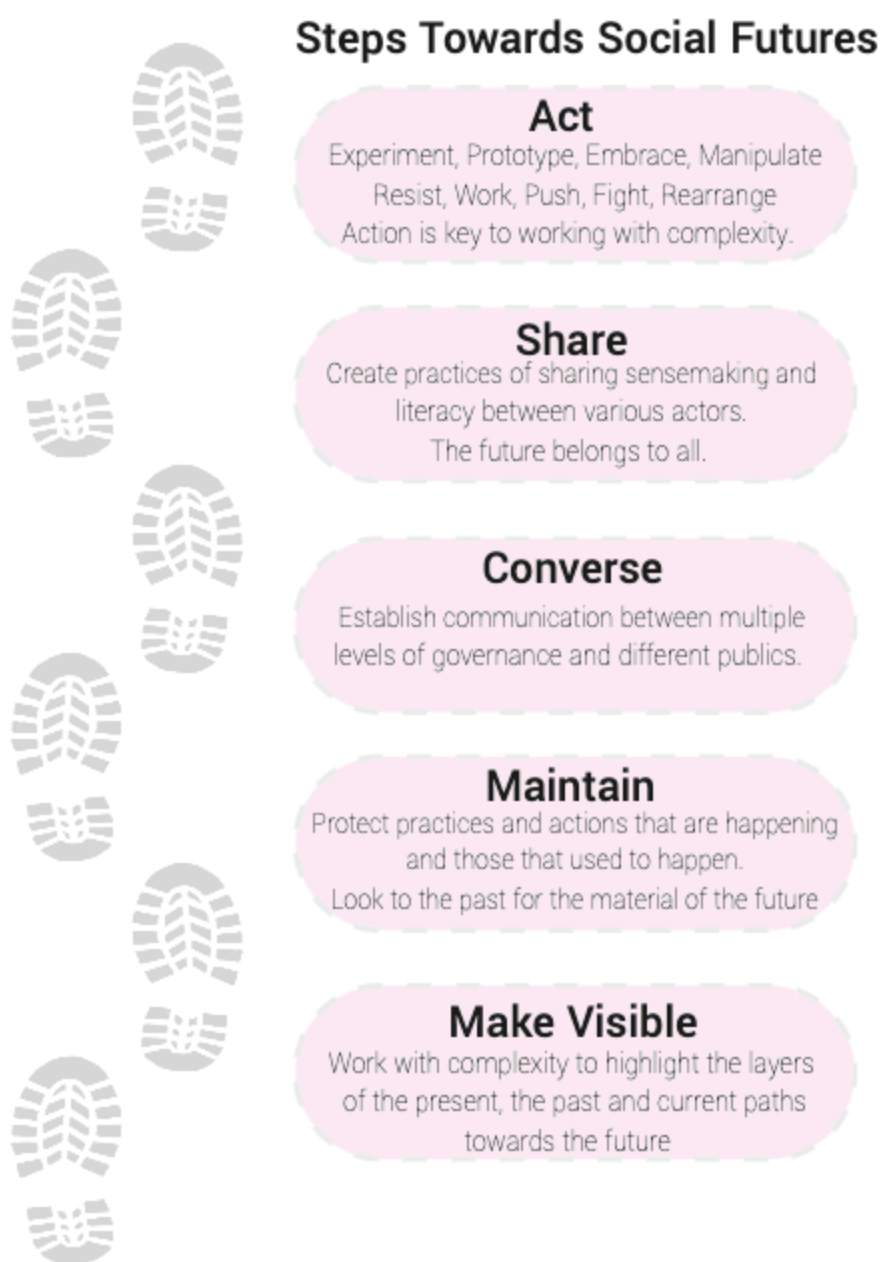 Steps Towards Social Futures
Act
Experiment, Prototype, Embrace, Manipulate
Resist, Work, Push, Fight, Rearrange
Action is key to working with complexity.
Share
Create practices of sharing sensemaking and
literacy between various actors.
The future belongs to all.
Converse
Establish communication between multiple
levels of governance and different publics.
Maintain
Protect practices and actions that are happening
and those that used to happen.
Look to the past for the material of the future
Make Visible
Work with complexity to highlight the layers
of the present, the past and current paths
towards the future